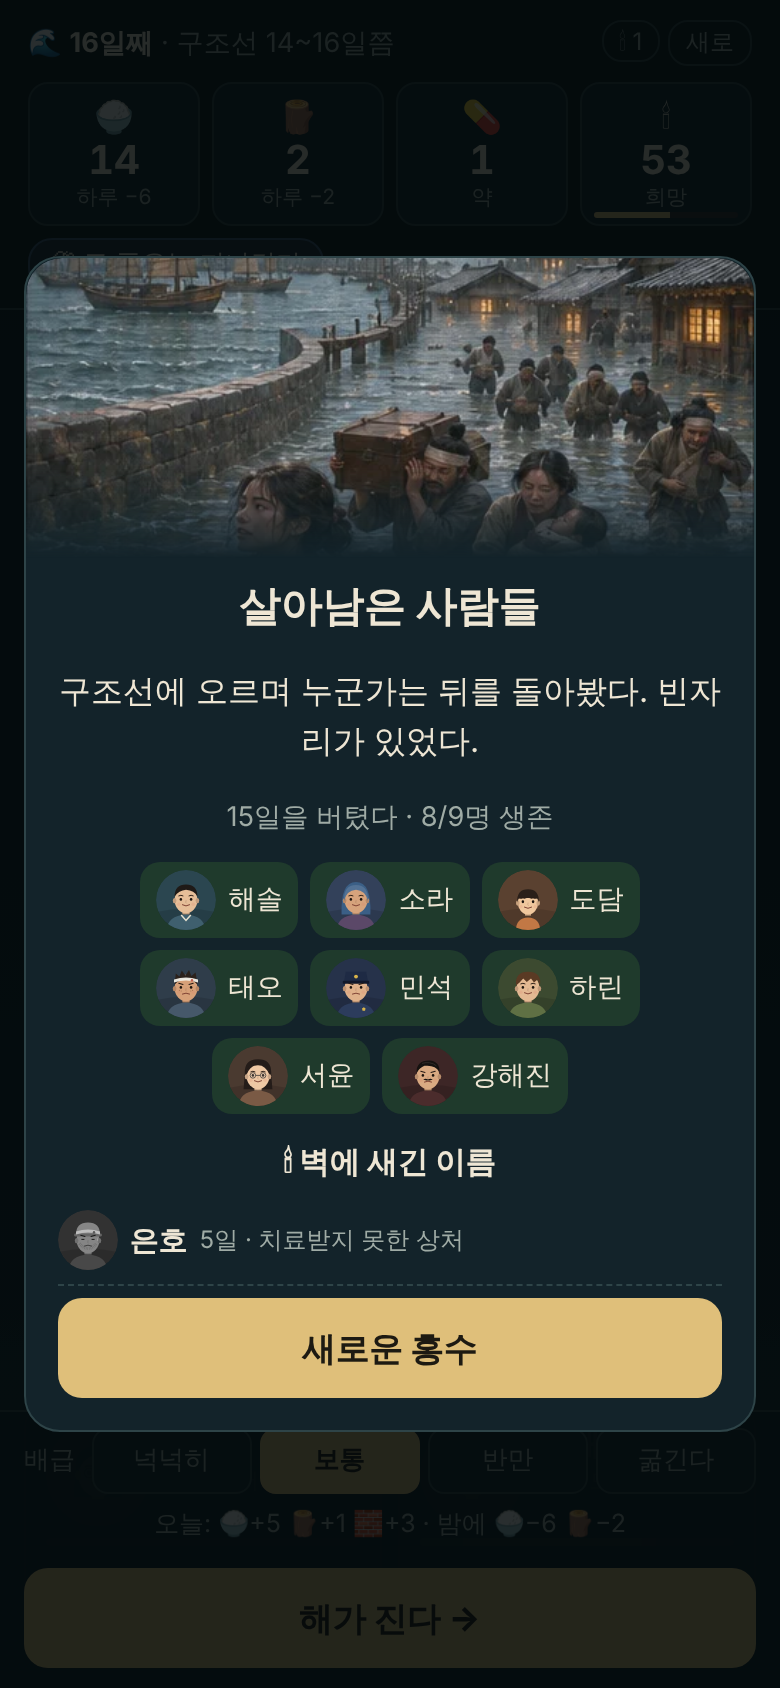 16일째 · 구조선 14~16일쯤
1
새로
14
하루 −6
2
하루 −2
1
약
53
희망
살아남은 사람들
구조선에 오르며 누군가는 뒤를 돌아봤다. 빈자
리가 있었다.
15일을 버텼다 · 8/9명 생존
해솔
소라
도담
태오
민석
하린
서윤
강해진
🕯벽에 새긴 이름
은호 5일 · 치료받지 못한 상처
새로운 홍수
배급
넉넉히
보통
반만
굶긴다
오늘: 🍚+5 🪵+1 🧱+3 · 밤에 🍚−6 🪵−2
해가 진다 →